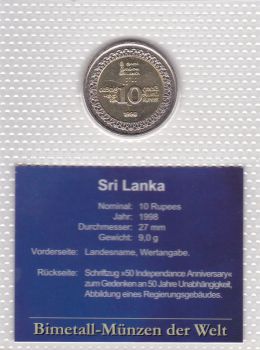 10
1998
Sri Lanka
Nominal: 10 Rupees
Jahr: 1998
Durchmesser: 27 mm
Gewicht: 9,0 g
Vorderseite: Landesname, Wertangabe.
Rückseite: Schriftzug »50 Independance Anniversary«
zum Gedenken an 50 Jahre Unabhängigkeit,
Abbildung eines Regierungsgebäudes.
Bimetall-Münzen der Welt